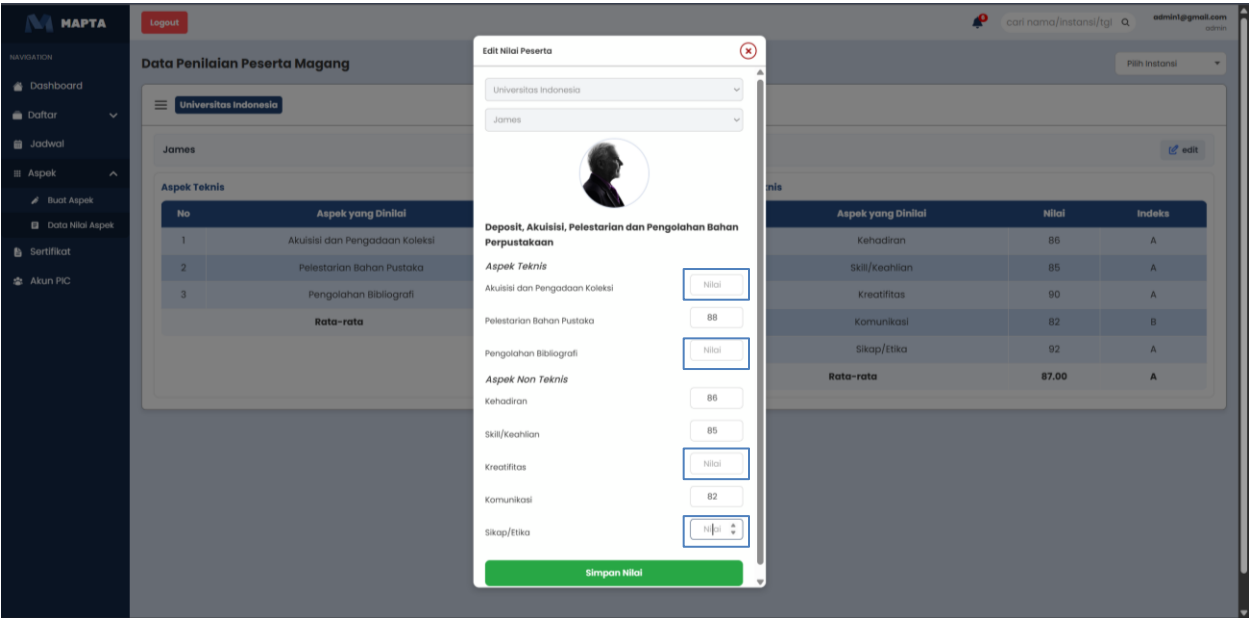 MAPTA
Logout
cari nama/instansi/tgl
admin1@gmail.com
admin
NAVIGATION
Dashboard
Daftar
Jadwal
Aspek
Buat Aspek
Data Nilai Aspek
Sertifikat
Akun PIC
Data Penilaian Peserta Magang
Pilih Instansi
Universitas Indonesia
James
edit
Aspek Teknis
No Aspek yang Dinilai
1 Akuisisi dan Pengadaan Koleksi
2 Pelestarian Bahan Pustaka
3 Pengolahan Bibliografi
Rata-rata
Edit Nilai Peserta
Universitas Indonesia
James
Deposit, Akuisisi, Pelestarian dan Pengolahan Bahan
Perpustakaan
Aspek Teknis
Akuisisi dan Pengadaan Koleksi Nilai
Pelestarian Bahan Pustaka 88
Pengolahan Bibliografi Nilai
Aspek Non Teknis
Kehadiran 86
Skill/Keahlian 85
Kreatifitas Nilai
Komunikasi 82
Sikap/Etika Nilai
Simpan Nilai
nis
Aspek yang Dinilai Nilai Indeks
Kehadiran 86 A
Skill/Keahlian 85 A
Kreatifitas 90 A
Komunikasi 82 B
Sikap/Etika 92 A
Rata-rata 87.00 A